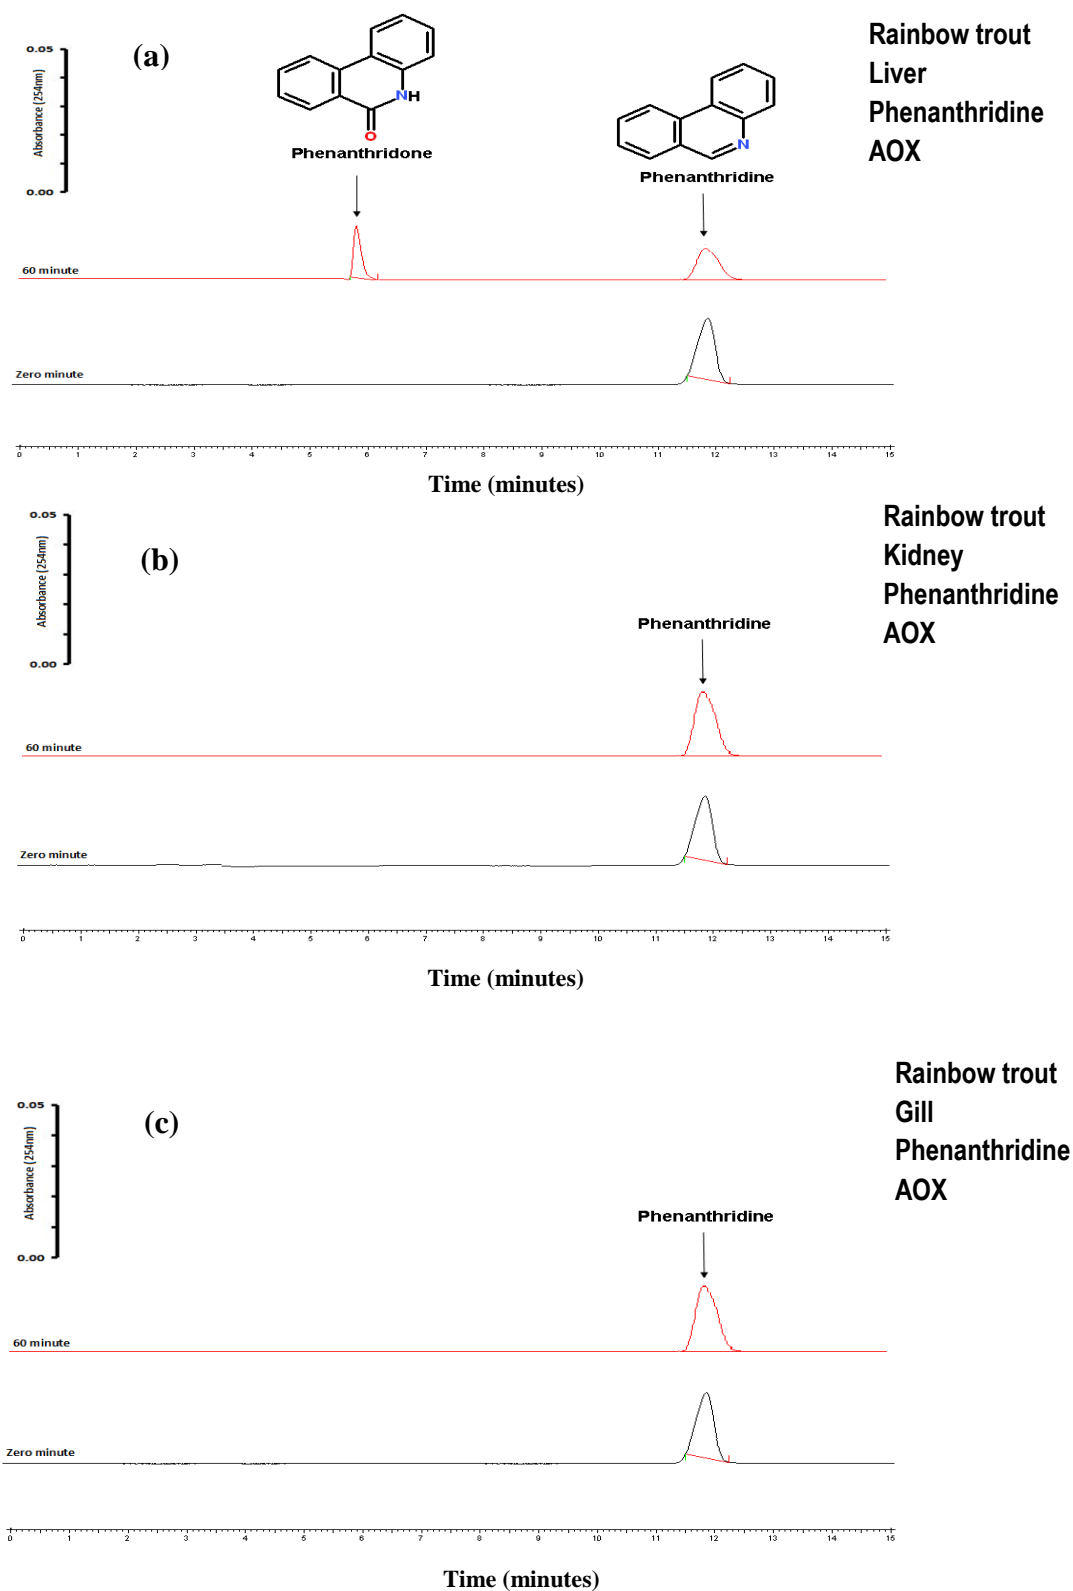 (a)
Rainbow trout
Liver
Phenanthridine
AOX
0.05
Absorbance (254nm)
0.00
N H
O
Phenanthridone
N
Phenanthridine
60 minute
Zero minute
0 1 2 3 4 5 6 7 8 9 10 11 12 13 14 15
Time (minutes)
(b)
Rainbow trout
Kidney
Phenanthridine
AOX
0.05
Absorbance (254nm)
0.00
Phenanthridine
60 minute
Zero minute
0 1 2 3 4 5 6 7 8 9 10 11 12 13 14 15
Time (minutes)
(c)
Rainbow trout
Gill
Phenanthridine
AOX
0.05
Absorbance (254nm)
0.00
Phenanthridine
60 minute
Zero minute
0 1 2 3 4 5 6 7 8 9 10 11 12 13 14 15
Time (minutes)